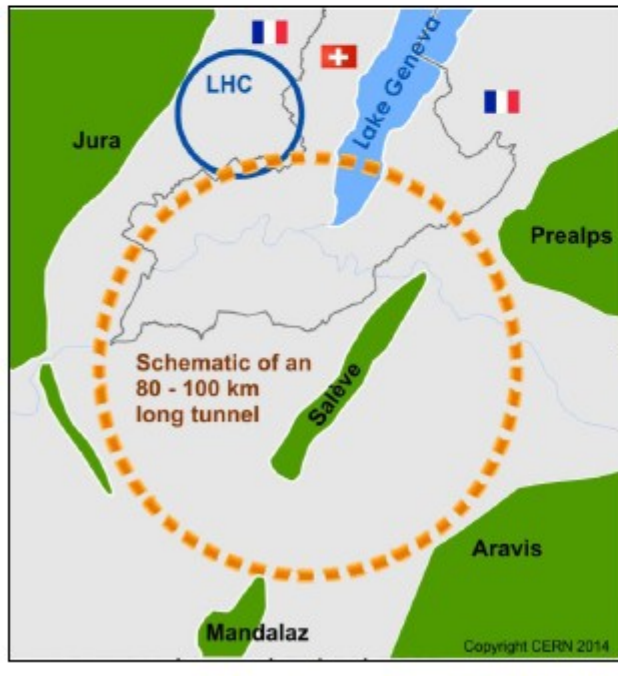 LHC
Lake Geneva
Jura
Prealps
Schematic of an
80 - 100 km
long tunnel
Salève
Aravis
Mandalaz
Copyright CERN 2014